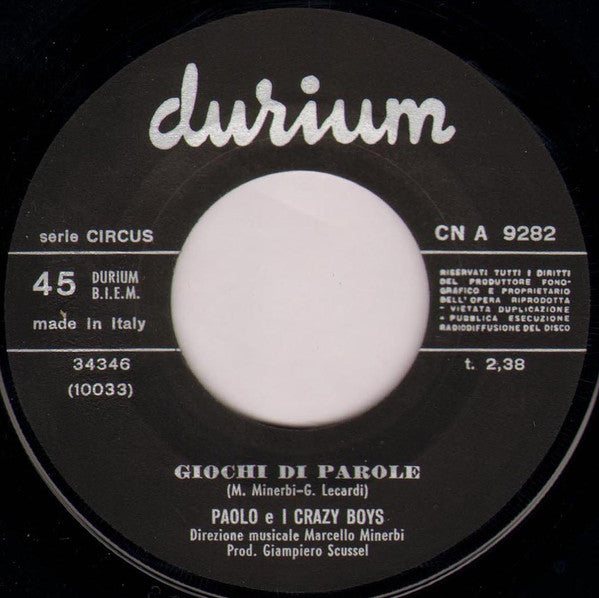 durium
serie CIRCUS
CN A 9282
45 DURIUM
B.I.E.M.
made in Italy
RISERVATI TUTTI I DIRITTI
DEL PRODUTTORE FONO-
GRAFICO E PROPRIETARIO
DELL'OPERA RIPRODOTTA
- VIETATA DUPLICAZIONE
+ PUBBLICA ESECUZIONE
RADIODIFFUSIONE DEL DISCO
34346
(10033)
t. 2,38
GIOCHI DI PAROLE
(M. Minerbi-G. Lecardi)
PAOLO e I CRAZY BOYS
Direzione musicale Marcello Minerbi
Prod. Giampiero Scussel